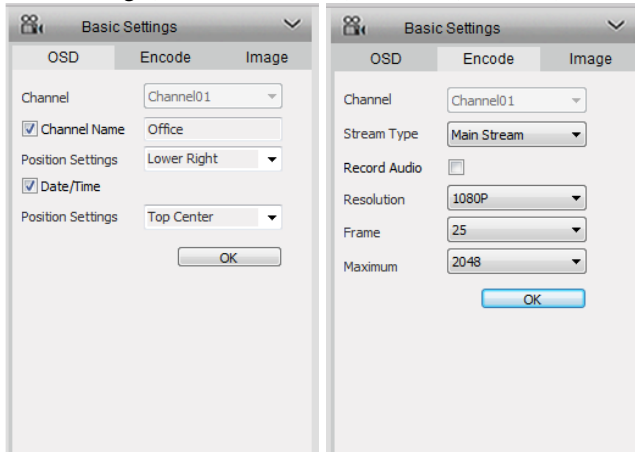 Basic Settings
OSD Encode Image
Channel Channel01
Channel Name Office
Position Settings Lower Right
Date/Time
Position Settings Top Center
OK
Basic Settings
OSD Encode Image
Channel Channel01
Stream Type Main Stream
Record Audio
Resolution 1080P
Frame 25
Maximum 2048
OK